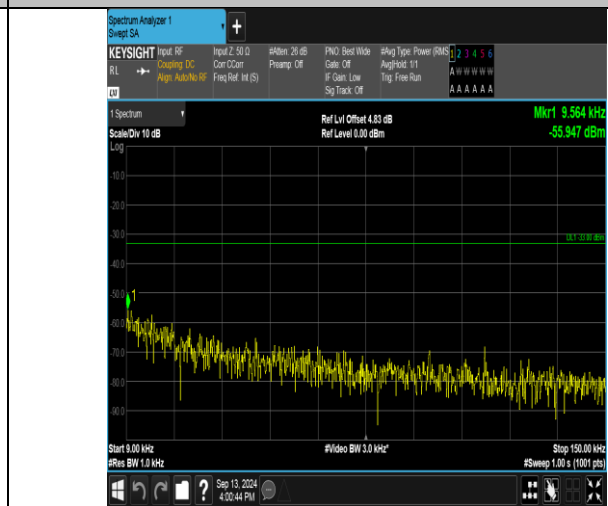 Spectrum Analyzer 1
Swept SA
+
KEYSIGHT Input: RF Input Z: 50 Ω #Atten: 26 dB PNO: Best Wide #Avg Type: Power (RMS 1 2 3 4 5 6
RL Coupling: DC Corr CCorr Preamp: Off Gate: Off Avg|Hold: 1/1 A W W W W W
Align: Auto/No RF Freq Ref: Int (S) IF Gain: Low Trig: Free Run
Sig Track: Off A A A A A A
LXI
1 Spectrum Ref Lvl Offset 4.83 dB Mkr1 9.564 kHz
Scale/Div 10 dB Ref Level 0.00 dBm -55.947 dBm
Log
-10.0
-20.0
-30.0
DL1 -33.00 dBm
-40.0
-50.0
1
-60.0
-70.0
-80.0
-90.0
Start 9.00 kHz #Video BW 3.0 kHz* Stop 150.00 kHz
#Res BW 1.0 kHz #Sweep 1.00 s (1001 pts)
? Sep 13, 2024
4:00:44 PM